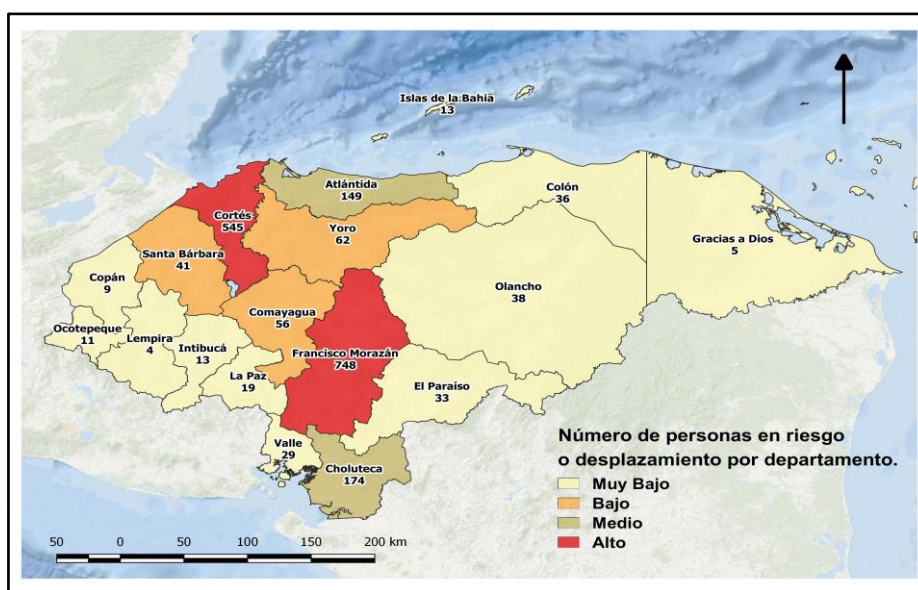 Islas de la Bahia
13
Atlántida
149
Colón
36
Cortés
545
Yoro
62
Gracias a Dios
5
Santa Bárbara
41
Copán
9
Olancho
38
Comayagua
56
Ocotepeque
11
Lempira
4
Intibucá
13
Francisco Morazán
748
La Paz
19
El Paraíso
33
Valle
29
Choluteca
174
Número de personas en riesgo
o desplazamiento por departamento.
Muy Bajo
Bajo
Medio
Alto
50 0 50 100 150 200 km